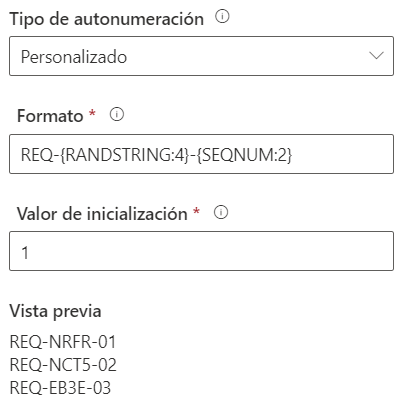 Tipo de autonumeración
Personalizado
Formato *
REQ-{RANDSTRING:4}-{SEQNUM:2}
Valor de inicialización *
1
Vista previa
REQ-NRFR-01
REQ-NCT5-02
REQ-EB3E-03